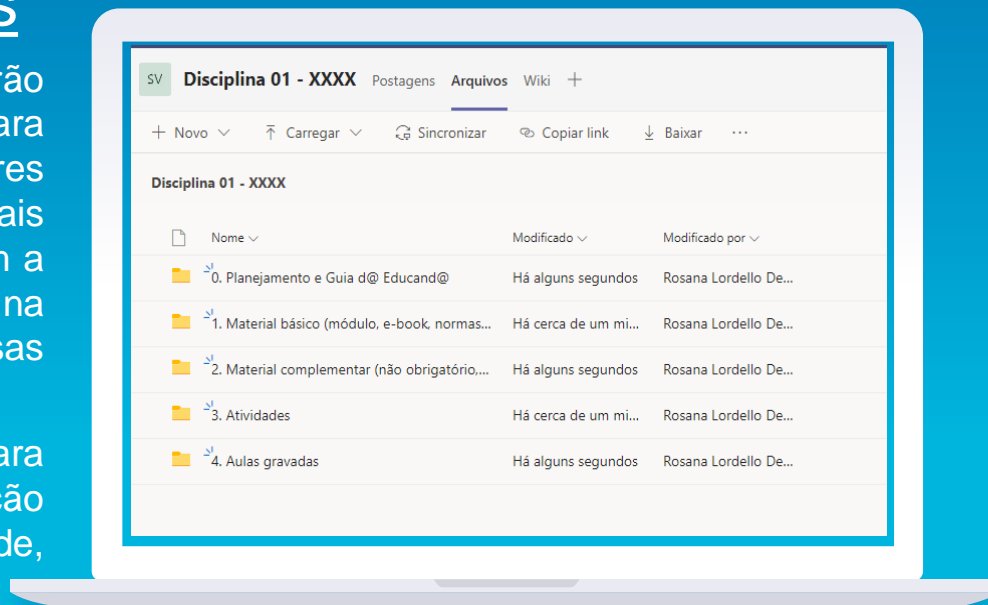 SV Disciplina 01 - XXXX Postagens Arquivos Wiki +
+ Novo Carregar Sincronizar Copiar link Baixar ...
Disciplina 01 - XXXX
Nome Modificado Modificado por
0. Planejamento e Guia d@ Educand@ Há alguns segundos Rosana Lordello De...
1. Material básico (módulo, e-book, normas... Há cerca de um mi... Rosana Lordello De...
2. Material complementar (não obrigatório,... Há alguns segundos Rosana Lordello De...
3. Atividades Há cerca de um mi... Rosana Lordello De...
4. Aulas gravadas Há alguns segundos Rosana Lordello De...